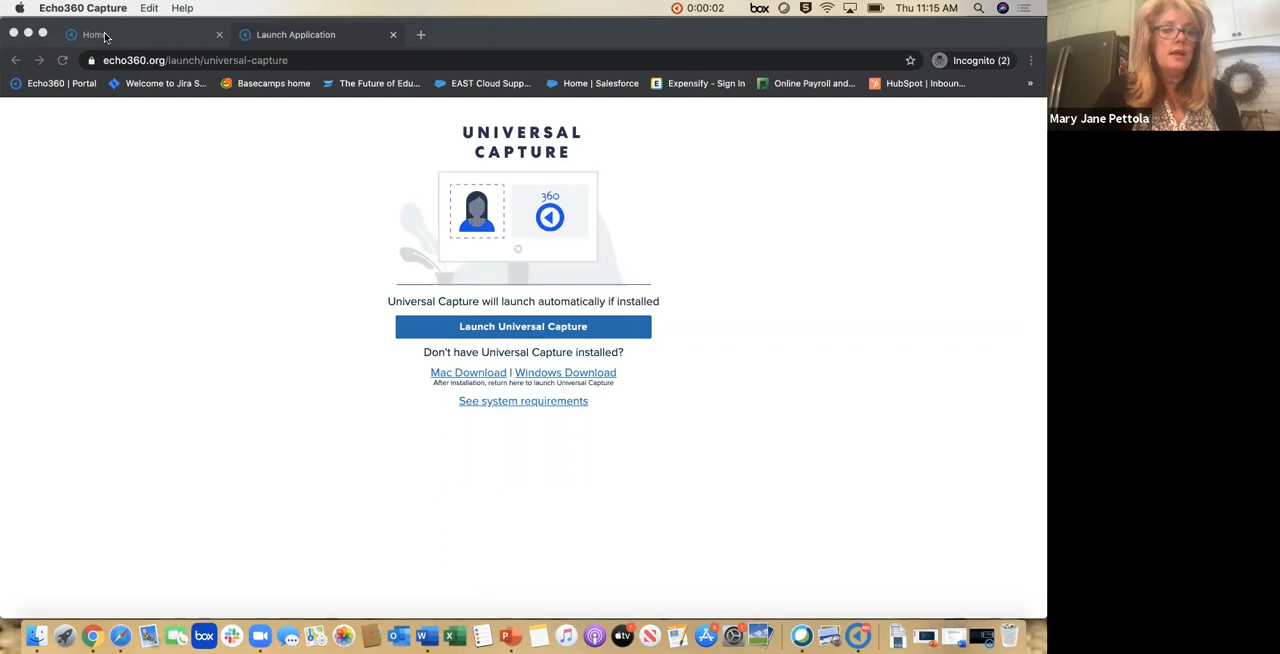 Echo360 Capture Edit Help 0:00:02 box Thu 11:15 AM
Home Launch Application
echo360.org/launch/universal-capture Incognito (2)
Echo360 | Portal Welcome to Jira S... Basecamps home The Future of Edu... EAST Cloud Supp... Home | Salesforce Expensify - Sign In Online Payroll and... HubSpot | Inboun... »
Mary Jane Pettola
UNIVERSAL
CAPTURE
360
Universal Capture will launch automatically if installed
Launch Universal Capture
Don't have Universal Capture installed?
Mac Download | Windows Download
After installation, return here to launch Universal Capture
See system requirements
box